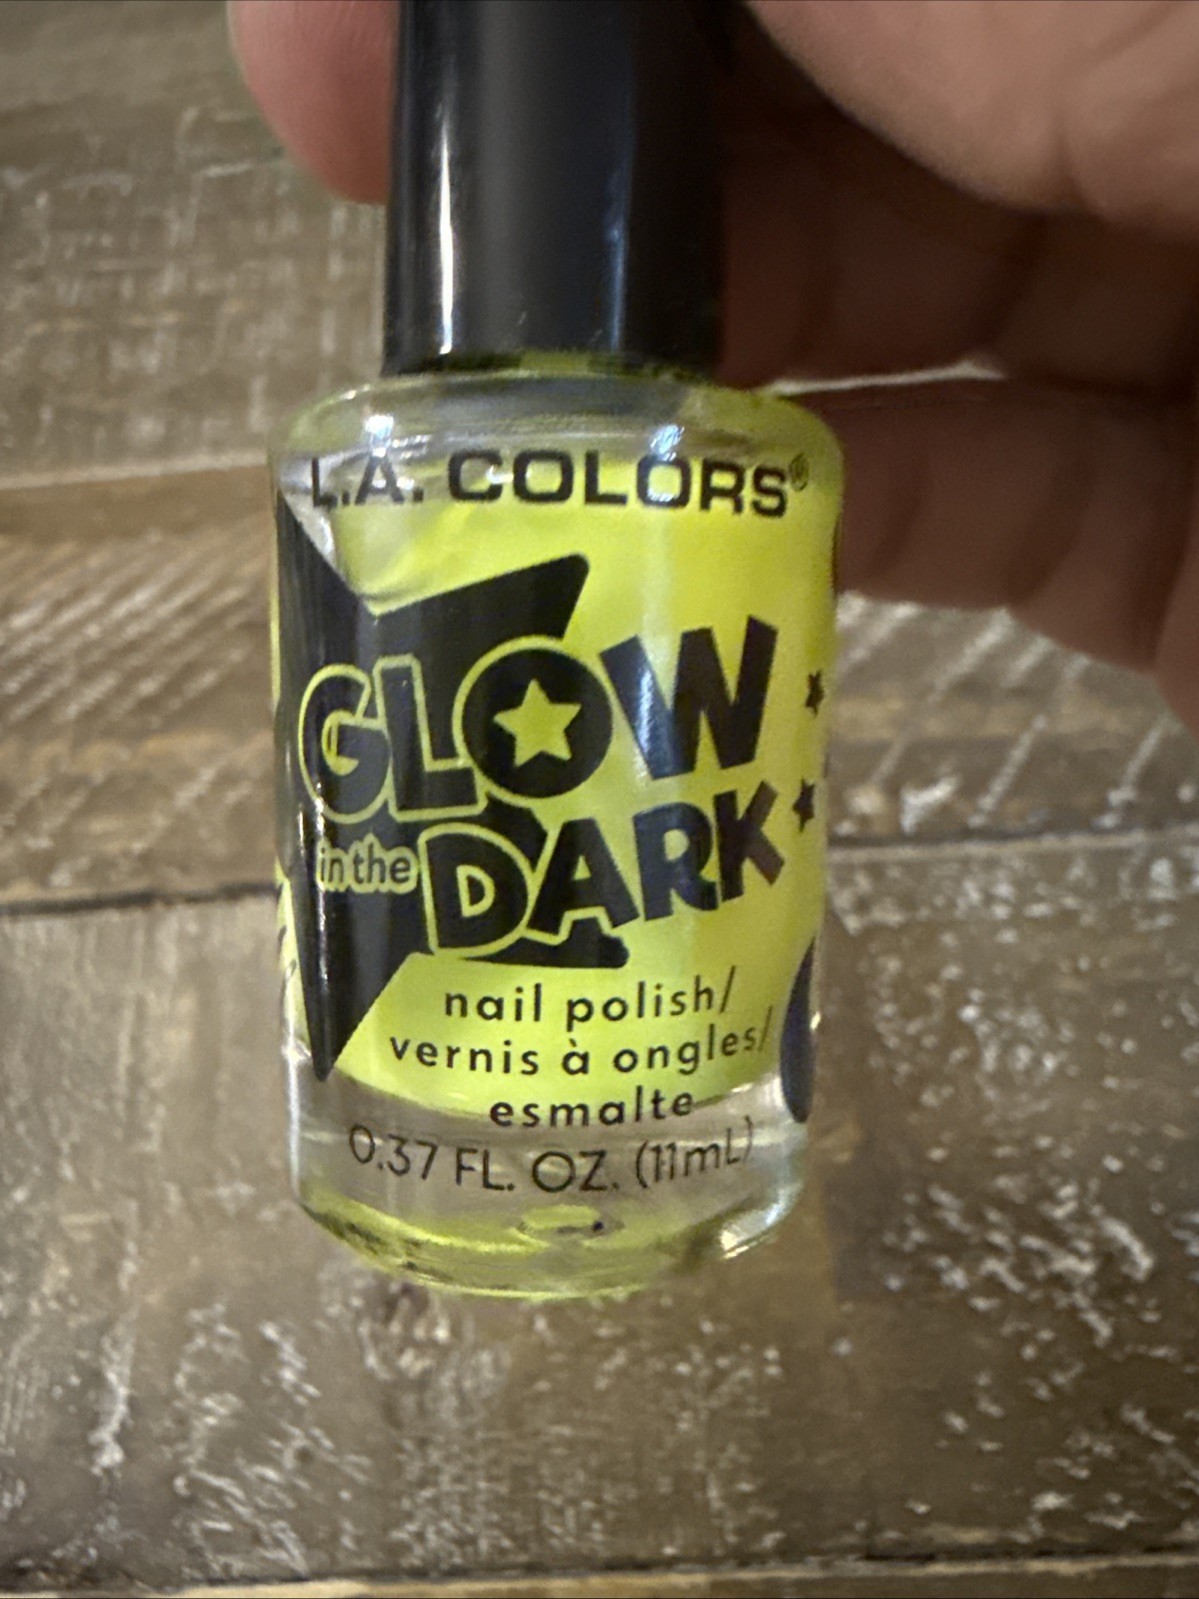 L.A. COLORS®
GLOW
in the DARK
nail polish/
vernis à ongles/
esmalte
0.37 FL. OZ. (11mL)